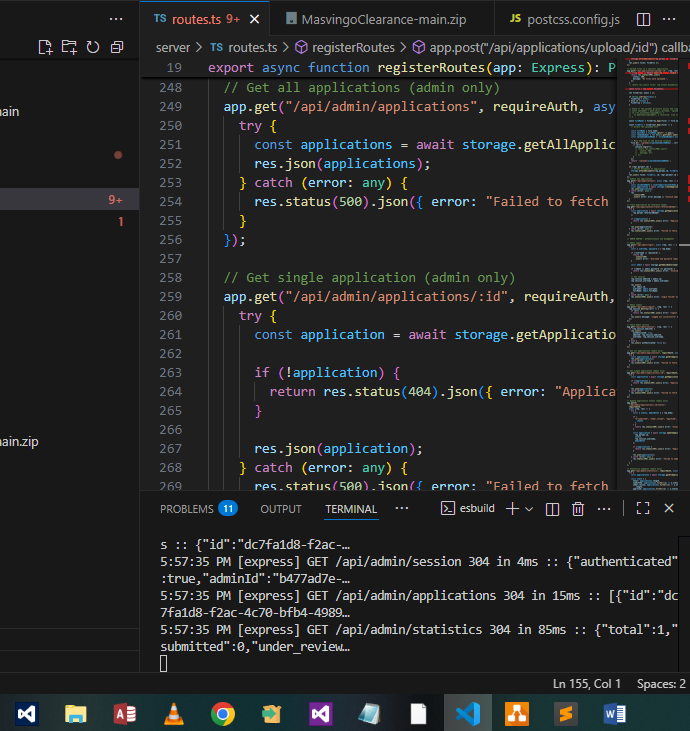 TS routes.ts 9+ ×
MasvingoClearance-main.zip
JS postcss.config.js
server > TS routes.ts > registerRoutes > app.post("/api/applications/upload/:id") callba
19 export async function registerRoutes(app: Express): P
248 // Get all applications (admin only)
249 app.get("/api/admin/applications", requireAuth, asy
250 try {
251 const applications = await storage.getAllApplic
252 res.json(applications);
253 } catch (error: any) {
254 res.status(500).json({ error: "Failed to fetch
255 }
256 });
257
258 // Get single application (admin only)
259 app.get("/api/admin/applications/:id", requireAuth,
260 try {
261 const application = await storage.getApplicatio
262
263 if (!application) {
264 return res.status(404).json({ error: "Applicat
265 }
266
267 res.json(application);
268 } catch (error: any) {
269 res.status(500).json({ error: "Failed to fetch
main
9+
1
main.zip
PROBLEMS 11 OUTPUT TERMINAL ··· esbuild
s :: {"id":"dc7fa1d8-f2ac-…
5:57:35 PM [express] GET /api/admin/session 304 in 4ms :: {"authenticated"
:true,"adminId":"b477ad7e-…
5:57:35 PM [express] GET /api/admin/applications 304 in 15ms :: [{"id":"dc
7fa1d8-f2ac-4c70-bfb4-4989…
5:57:35 PM [express] GET /api/admin/statistics 304 in 85ms :: {"total":1,"
submitted":0,"under_review…
Ln 155, Col 1 Spaces: 2